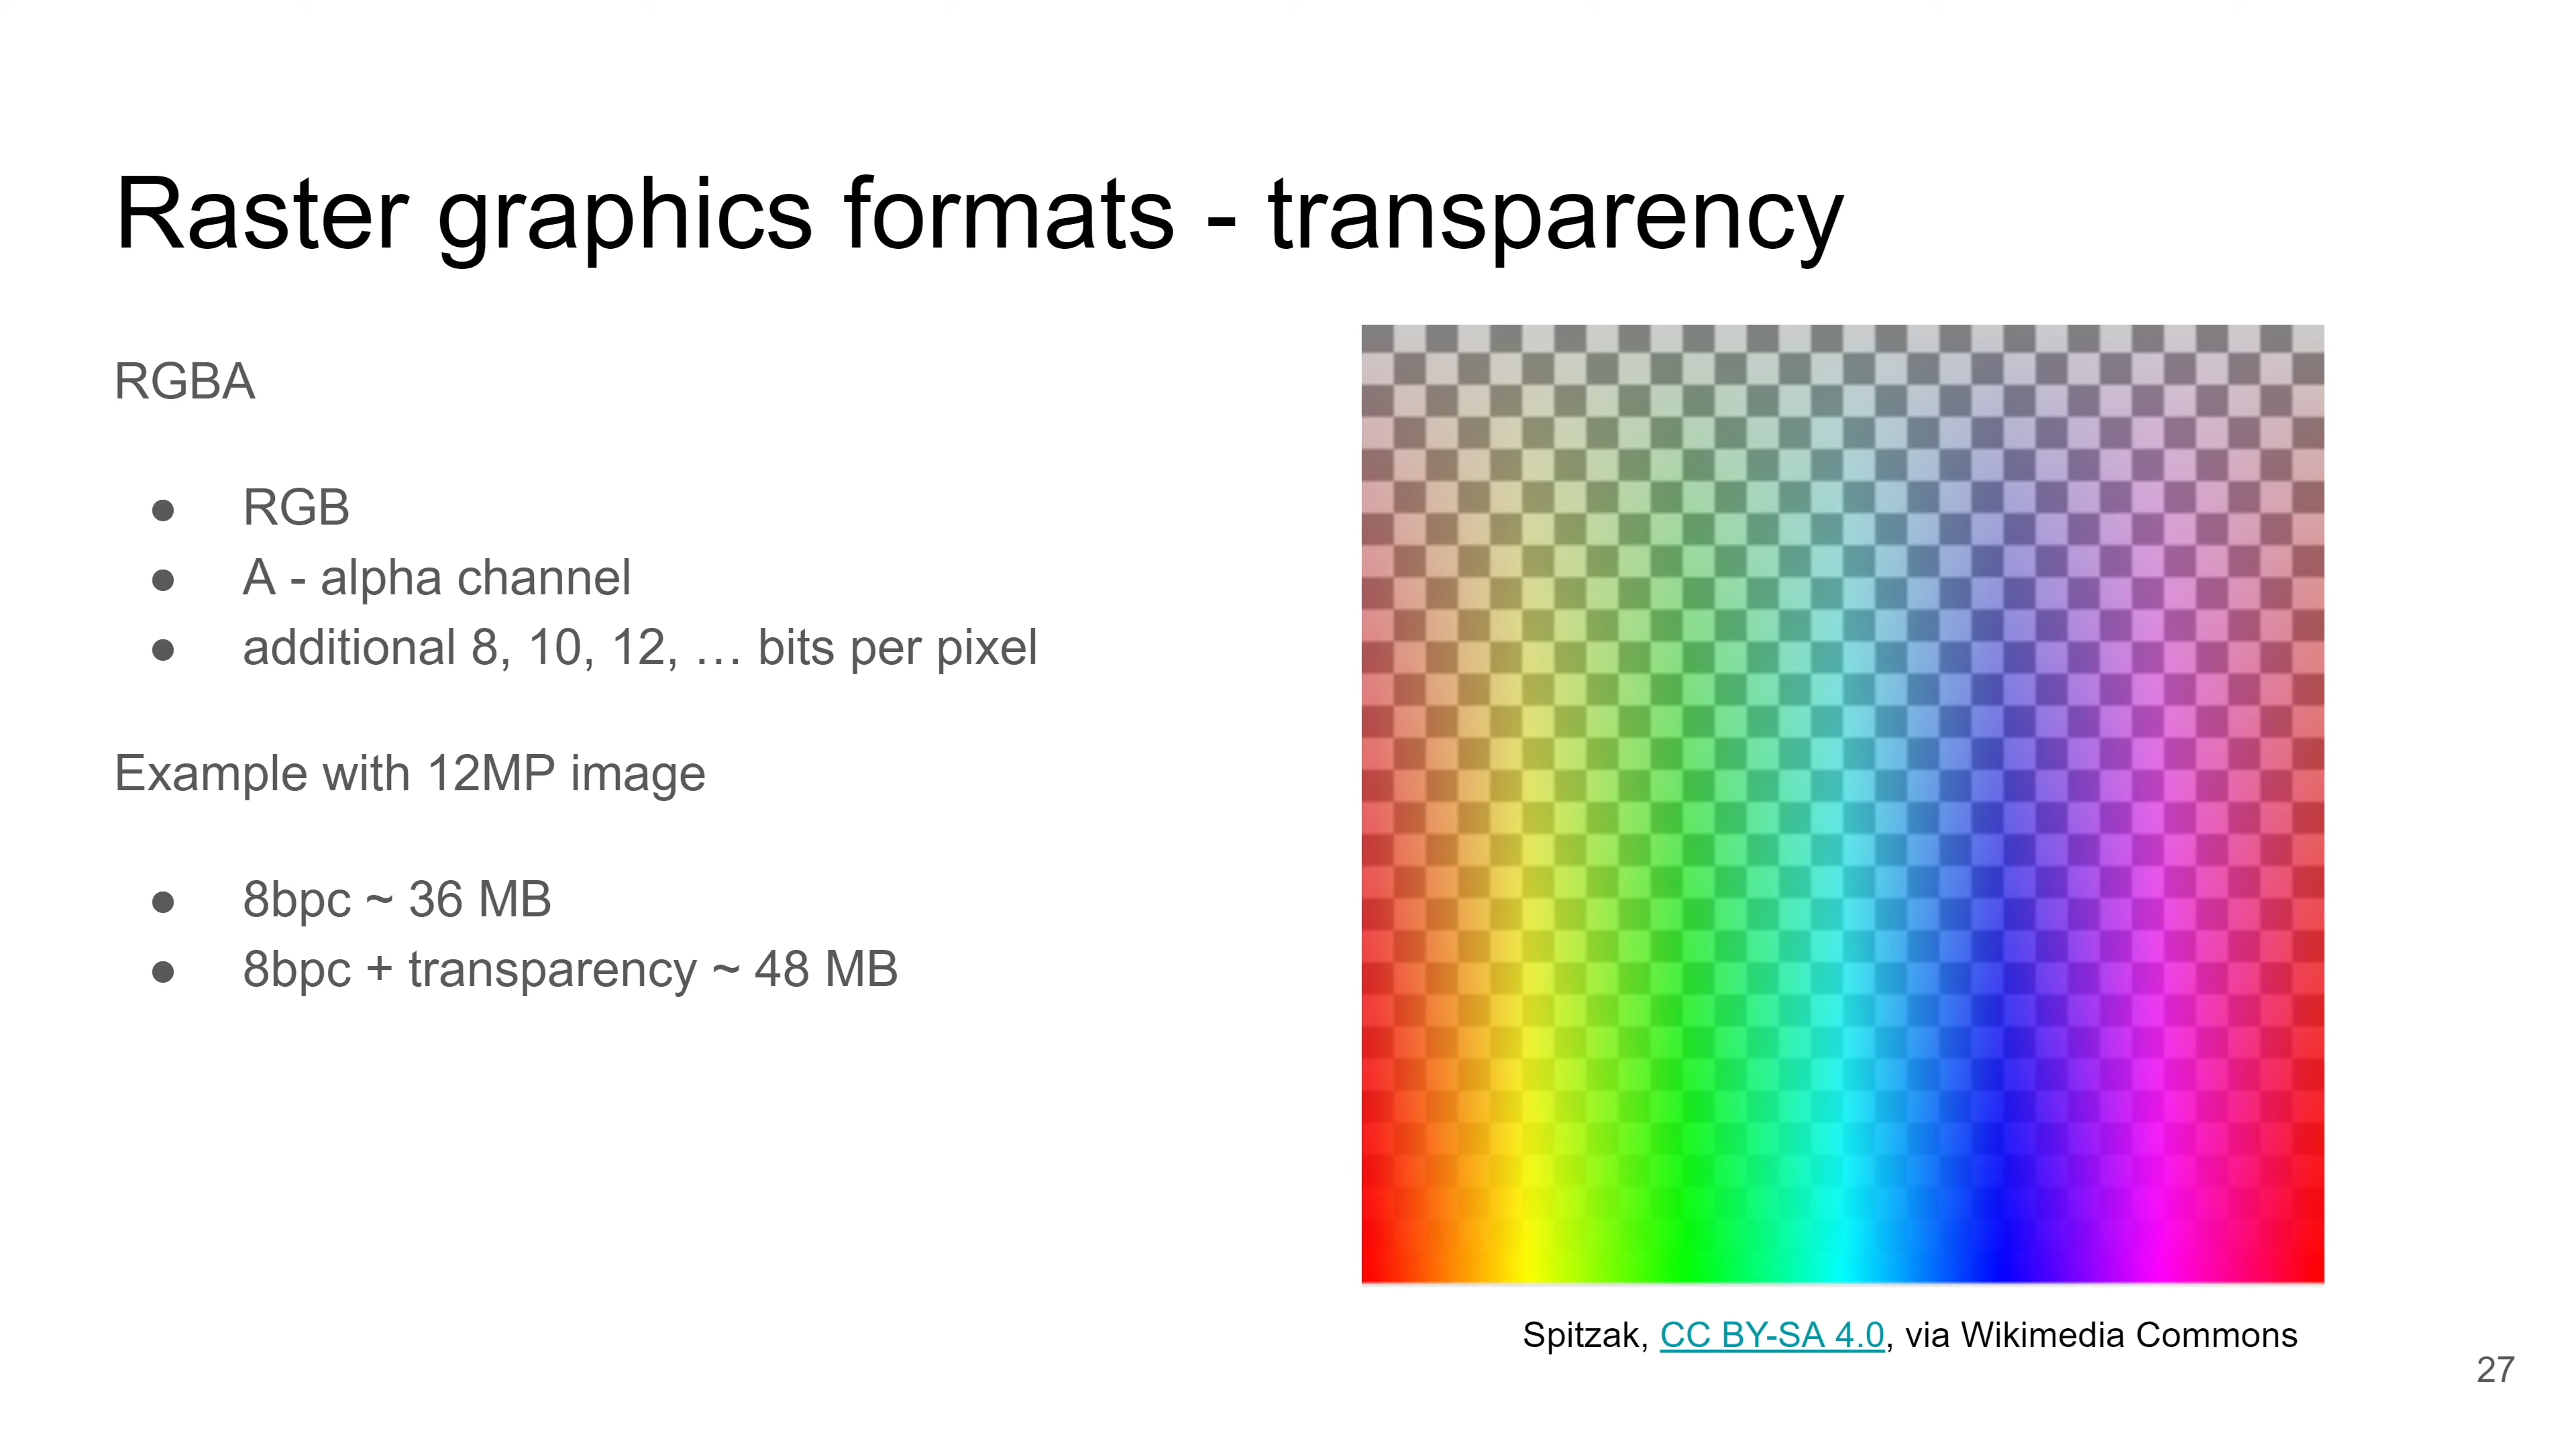 Raster graphics formats - transparency
RGBA
● RGB
● A - alpha channel
● additional 8, 10, 12, … bits per pixel
Example with 12MP image
● 8bpc ~ 36 MB
● 8bpc + transparency ~ 48 MB
Spitzak, CC BY-SA 4.0, via Wikimedia Commons
27